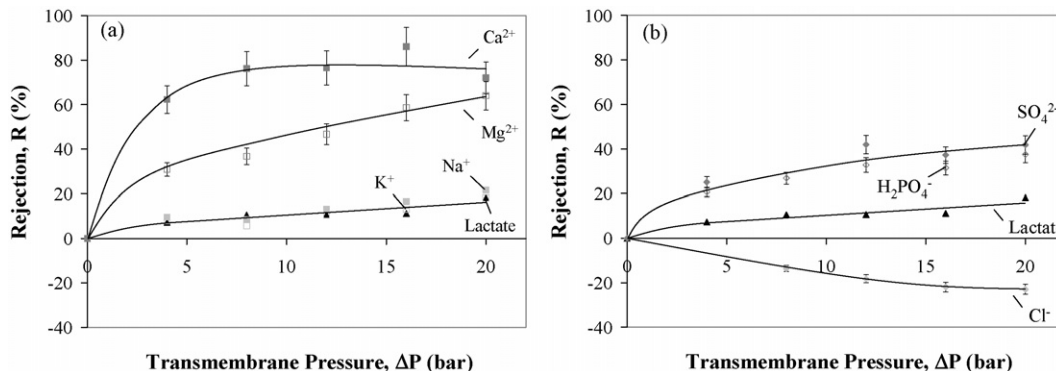 (a)
Rejection, R (%)
100
80
60
40
20
0
-20
-40
0
5
10
15
20
Ca²⁺
Mg²⁺
Na⁺
K⁺
Lactate
Transmembrane Pressure, ΔP (bar)
(b)
Rejection, R (%)
100
80
60
40
20
0
-20
-40
5
10
15
20
SO₄²⁻
H₂PO₄⁻
Lactat
Cl⁻
Transmembrane Pressure, ΔP (bar)